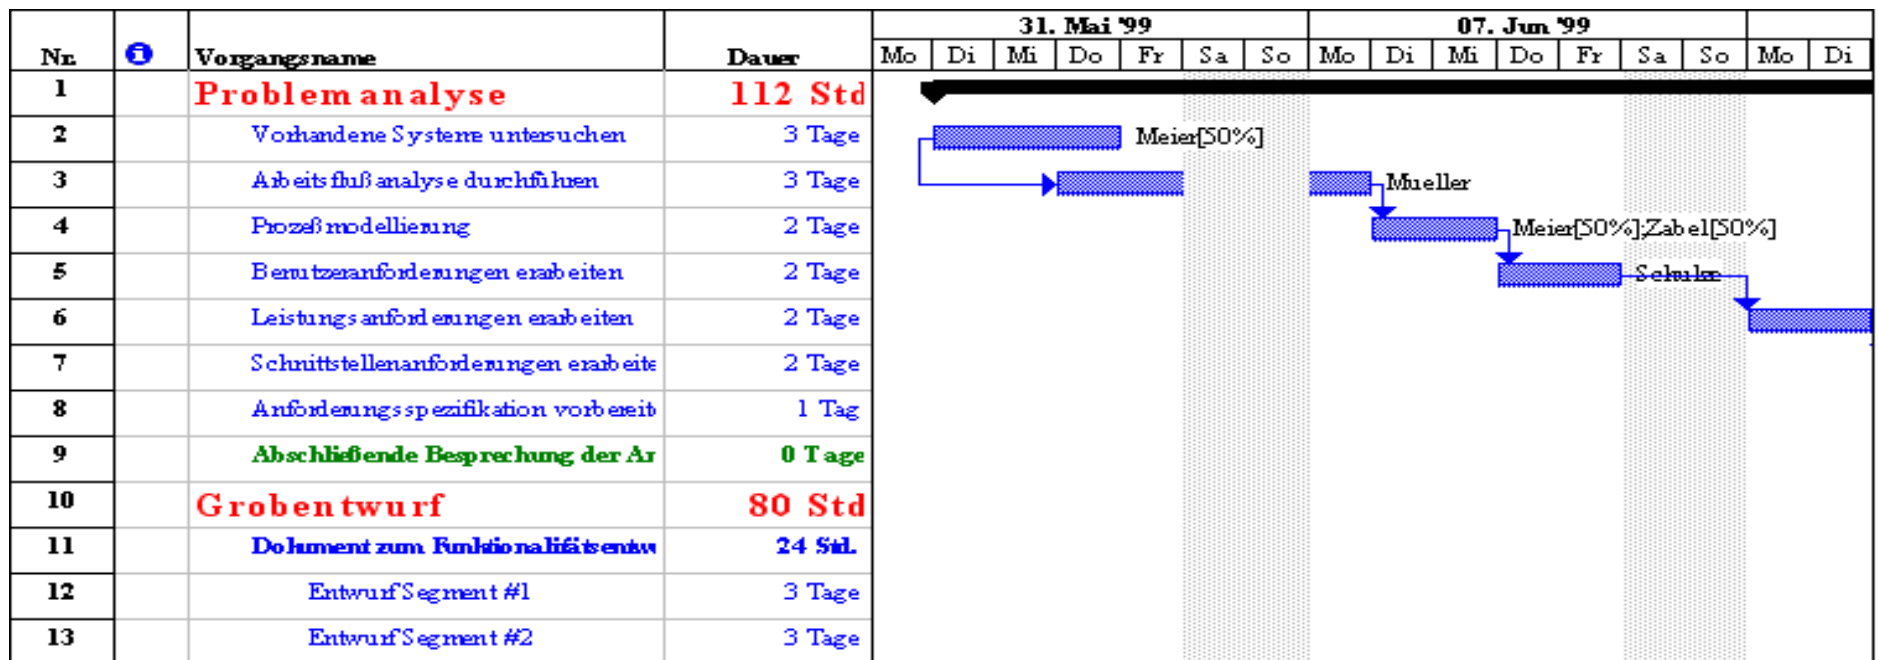 31. Mai '99 07. Jun '99
Nr. Vorgangsname Dauer Mo Di Mi Do Fr Sa So Mo Di Mi Do Fr Sa So Mo Di
1 Problemanalyse 112 Std
2 Vorhandene Systeme untersuchen 3 Tage Meier[50%]
3 Arbeitsflußanalyse durchführen 3 Tage Mueller
4 Prozeßmodellierung 2 Tage Meier[50%];Zabel[50%]
5 Benutzeranforderungen erarbeiten 2 Tage Schulze
6 Leistungsanforderungen erarbeiten 2 Tage
7 Schnittstellenanforderungen erarbeite 2 Tage
8 Anforderungsspezifikation vorbereit 1 Tag
9 Abschließende Besprechung der Ar 0 Tage
10 Grobentwurf 80 Std
11 Dokument zum Funktionalitätsentw 24 Std.
12 Entwurf Segment #1 3 Tage
13 Entwurf Segment #2 3 Tage